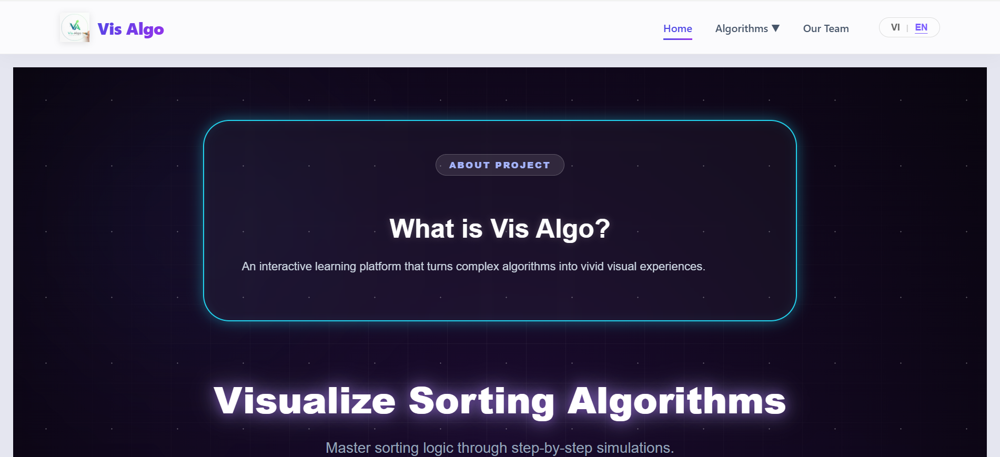 VA
Vis-Algo
Vis Algo
Home
Algorithms ▼
Our Team
VI | EN
ABOUT PROJECT
What is Vis Algo?
An interactive learning platform that turns complex algorithms into vivid visual experiences.
Visualize Sorting Algorithms
Master sorting logic through step-by-step simulations.